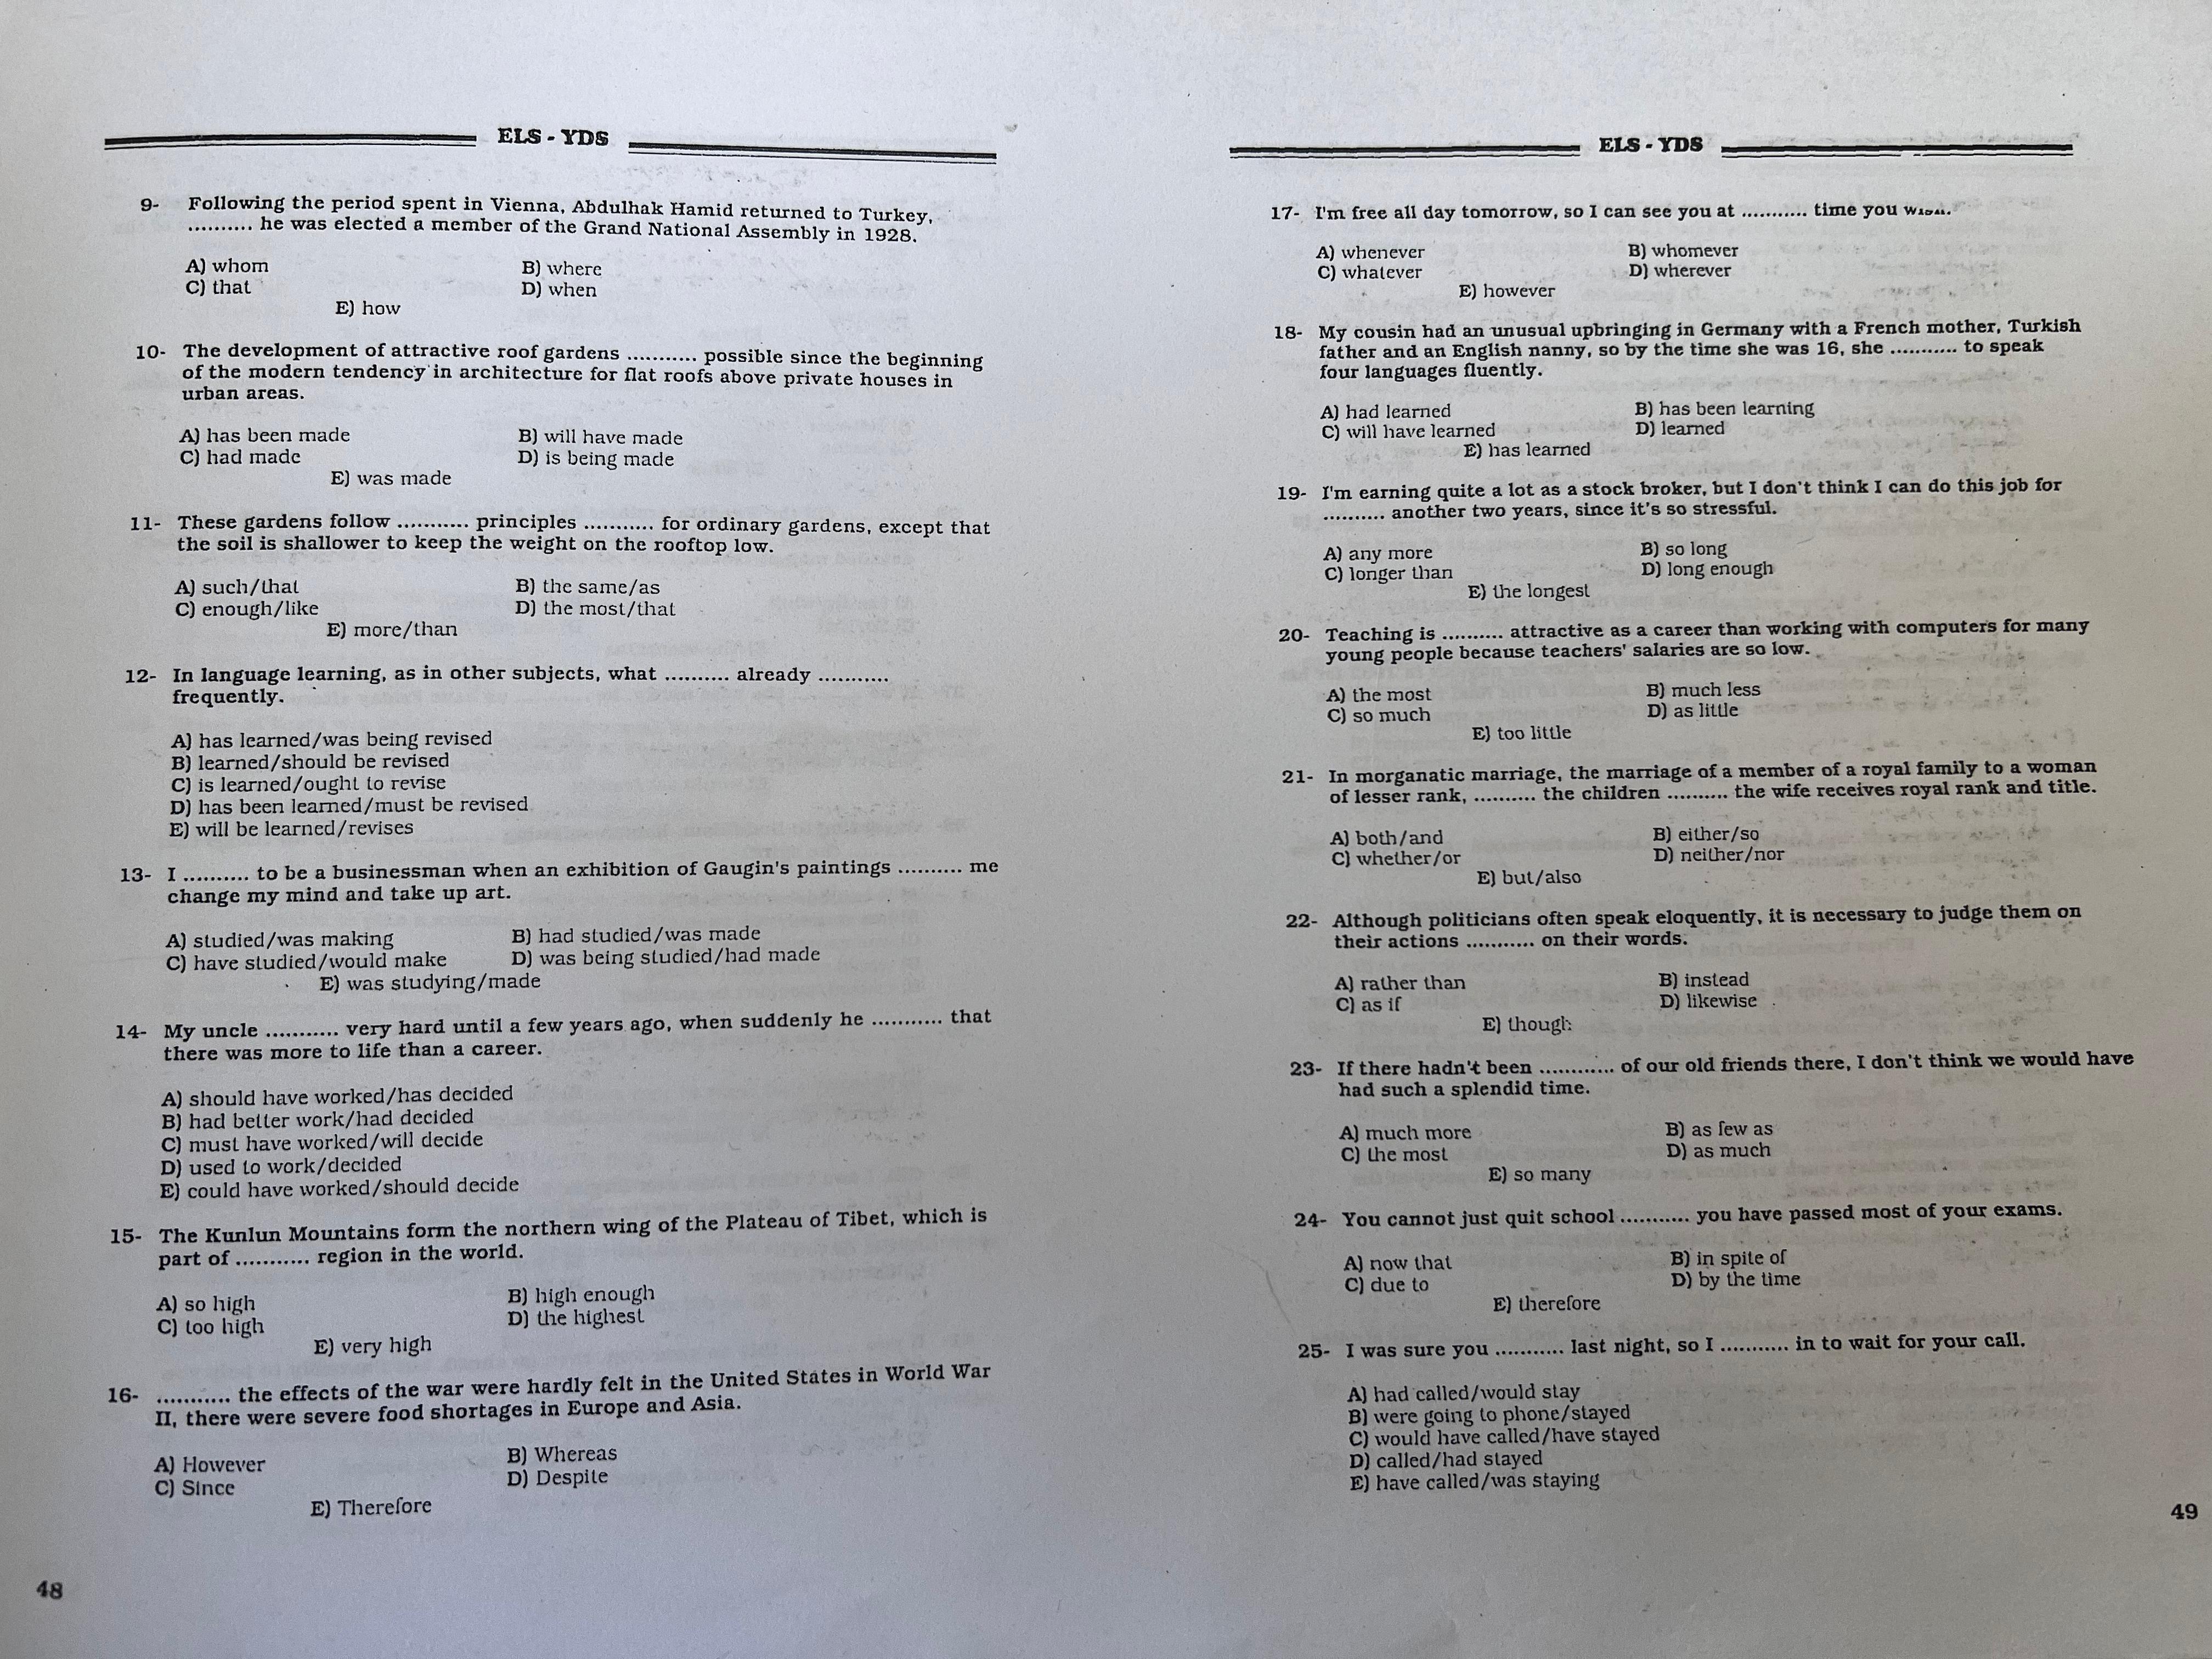 ELS - YDS
9- Following the period spent in Vienna, Abdulhak Hamid returned to Turkey,
.......... he was elected a member of the Grand National Assembly in 1928.
A) whom B) where
C) that D) when
E) how
10- The development of attractive roof gardens ........... possible since the beginning
of the modern tendency in architecture for flat roofs above private houses in
urban areas.
A) has been made B) will have made
C) had made D) is being made
E) was made
11- These gardens follow ........... principles ........... for ordinary gardens, except that
the soil is shallower to keep the weight on the rooftop low.
A) such/that B) the same/as
C) enough/like D) the most/that
E) more/than
12- In language learning, as in other subjects, what .......... already ...........
frequently.
A) has learned/was being revised
B) learned/should be revised
C) is learned/ought to revise
D) has been learned/must be revised
E) will be learned/revises
13- I .......... to be a businessman when an exhibition of Gaugin's paintings .......... me
change my mind and take up art.
A) studied/was making B) had studied/was made
C) have studied/would make D) was being studied/had made
E) was studying/made
14- My uncle ........... very hard until a few years ago, when suddenly he ........... that
there was more to life than a career.
A) should have worked/has decided
B) had better work/had decided
C) must have worked/will decide
D) used to work/decided
E) could have worked/should decide
15- The Kunlun Mountains form the northern wing of the Plateau of Tibet, which is
part of ........... region in the world.
A) so high B) high enough
C) too high D) the highest
E) very high
16- ........... the effects of the war were hardly felt in the United States in World War
II, there were severe food shortages in Europe and Asia.
A) However B) Whereas
C) Since D) Despite
E) Therefore
48
ELS - YDS
17- I'm free all day tomorrow, so I can see you at ........... time you
A) whenever B) whomever
C) whatever D) wherever
E) however
18- My cousin had an unusual upbringing in Germany with a French mother, Turkish
father and an English nanny, so by the time she was 16, she ........... to speak
four languages fluently.
A) had learned B) has been learning
C) will have learned D) learned
E) has learned
19- I'm earning quite a lot as a stock broker, but I don't think I can do this job for
.......... another two years, since it's so stressful.
A) any more B) so long
C) longer than D) long enough
E) the longest
20- Teaching is .......... attractive as a career than working with computers for many
young people because teachers' salaries are so low.
A) the most B) much less
C) so much D) as little
E) too little
21- In morganatic marriage, the marriage of a member of a royal family to a woman
of lesser rank, .......... the children .......... the wife receives royal rank and title.
A) both/and B) either/so
C) whether/or D) neither/nor
E) but/also
22- Although politicians often speak eloquently, it is necessary to judge them on
their actions ........... on their words.
A) rather than B) instead
C) as if D) likewise
E) though
23- If there hadn't been ............ of our old friends there, I don't think we would have
had such a splendid time.
A) much more B) as few as
C) the most D) as much
E) so many
24- You cannot just quit school ........... you have passed most of your exams.
A) now that B) in spite of
C) due to D) by the time
E) therefore
25- I was sure you ........... last night, so I ........... in to wait for your call.
A) had called/would stay
B) were going to phone/stayed
C) would have called/have stayed
D) called/had stayed
E) have called/was staying
49